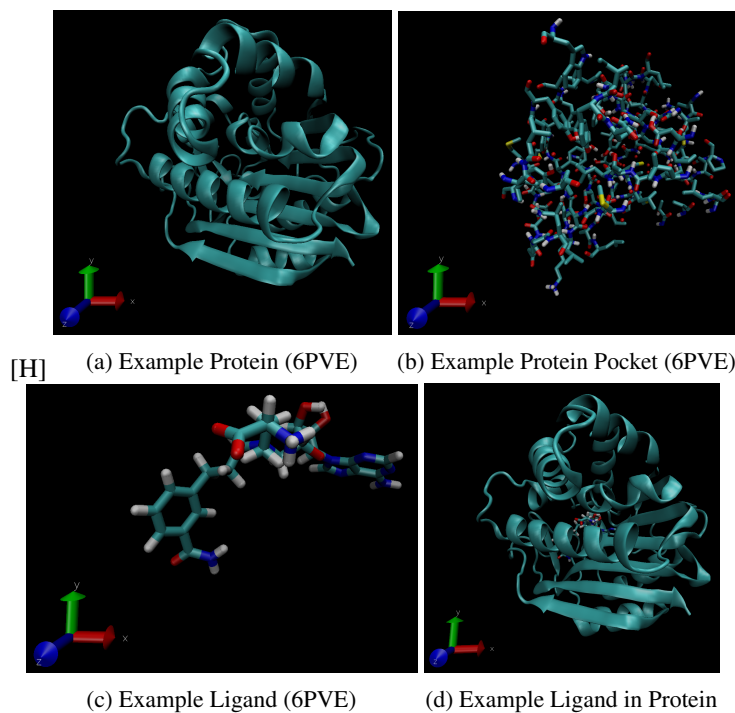 y
x
z
y
x
z
(a) Example Protein (6PVE)
(b) Example Protein Pocket (6PVE)
[H]
y
x
z
y
x
z
(c) Example Ligand (6PVE)
(d) Example Ligand in Protein